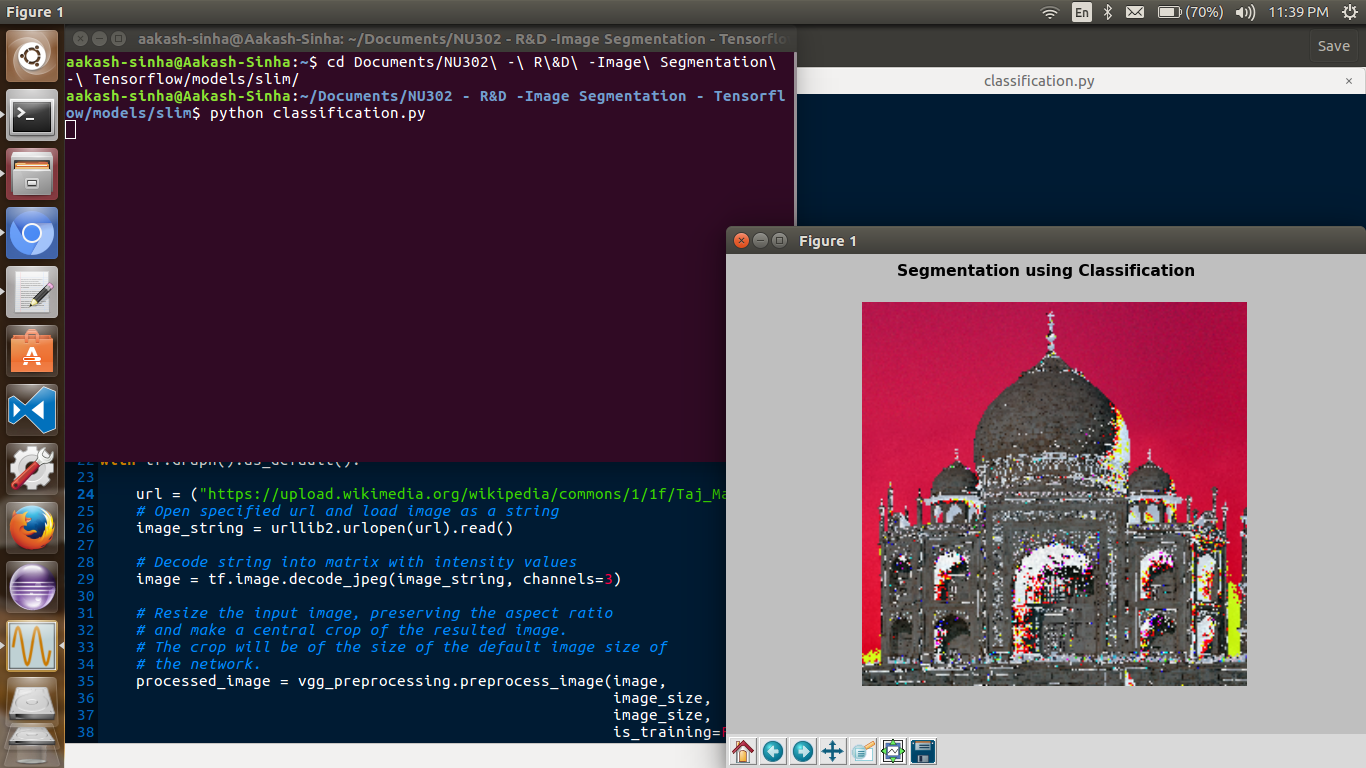 Figure 1
En
(70%)
11:39 PM
aakash-sinha@Aakash-Sinha: ~/Documents/NU302 - R&D -Image Segmentation - Tensorflo
Save
aakash-sinha@Aakash-Sinha:~$ cd Documents/NU302\ -\ R\&D\ -Image\ Segmentation\
-\ Tensorflow/models/slim/
aakash-sinha@Aakash-Sinha:~/Documents/NU302 - R&D -Image Segmentation - Tensorfl
ow/models/slim$ python classification.py
classification.py
×
Figure 1
Segmentation using Classification
22 with tf.Graph().as_default():
23
24 url = ("https://upload.wikimedia.org/wikipedia/commons/1/1f/Taj_Ma
25 # Open specified url and load image as a string
26 image_string = urllib2.urlopen(url).read()
27
28 # Decode string into matrix with intensity values
29 image = tf.image.decode_jpeg(image_string, channels=3)
30
31 # Resize the input image, preserving the aspect ratio
32 # and make a central crop of the resulted image.
33 # The crop will be of the size of the default image size of
34 # the network.
35 processed_image = vgg_preprocessing.preprocess_image(image,
36 image_size,
37 image_size,
38 is_training=F